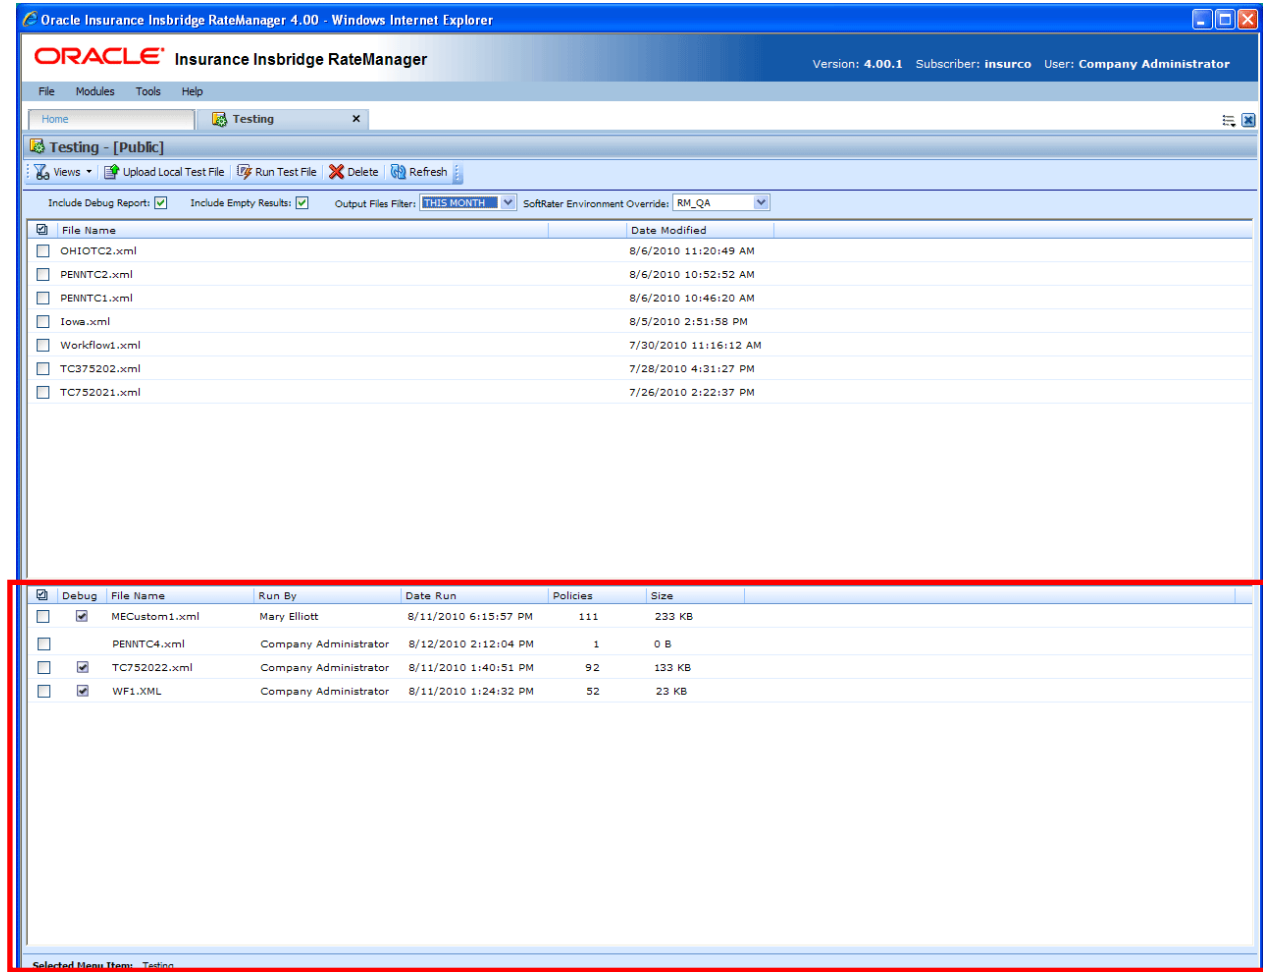 Oracle Insurance Insbridge RateManager 4.00 - Windows Internet Explorer
ORACLE Insurance Insbridge RateManager
Version: 4.00.1 Subscriber: insurco User: Company Administrator
File Modules Tools Help
Home Testing x
Testing - [Public]
Views Upload Local Test File Run Test File Delete Refresh
Include Debug Report: Include Empty Results: Output Files Filter: THIS MONTH SoftRater Environment Override: RM_QA
File Name Date Modified
OHIOTC2.xml 8/6/2010 11:20:49 AM
PENNTC2.xml 8/6/2010 10:52:52 AM
PENNTC1.xml 8/6/2010 10:46:20 AM
Iowa.xml 8/5/2010 2:51:58 PM
Workflow1.xml 7/30/2010 11:16:12 AM
TC375202.xml 7/28/2010 4:31:27 PM
TC752021.xml 7/26/2010 2:22:37 PM
Debug File Name Run By Date Run Policies Size
MECustom1.xml Mary Elliott 8/11/2010 6:15:57 PM 111 233 KB
PENNTC4.xml Company Administrator 8/12/2010 2:12:04 PM 1 0 B
TC752022.xml Company Administrator 8/11/2010 1:40:51 PM 92 133 KB
WF1.XML Company Administrator 8/11/2010 1:24:32 PM 52 23 KB
Selected Menu Item: Testing